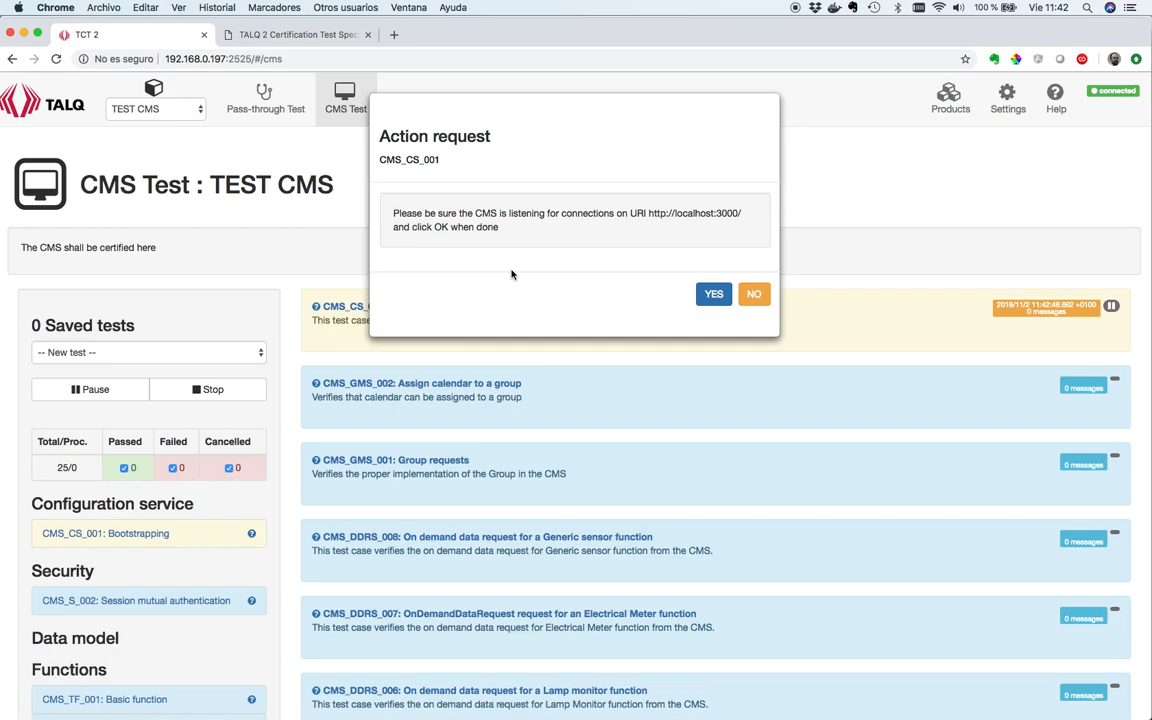 Chrome Archivo Editar Ver Historial Marcadores Otros usuarios Ventana Ayuda 100 % Vie 11:42
TCT 2 TALQ 2 Certification Test Spec
No es seguro 192.168.0.197:2525/#/cms
TALQ
TEST CMS
Pass-through Test
CMS Test
Products
Settings
Help
connected
CMS Test : TEST CMS
The CMS shall be certified here
Action request
CMS_CS_001
Please be sure the CMS is listening for connections on URI http://localhost:3000/
and click OK when done
YES NO
0 Saved tests
-- New test --
Pause Stop
Total/Proc. Passed Failed Cancelled
25/0 0 0 0
Configuration service
CMS_CS_001: Bootstrapping
Security
CMS_S_002: Session mutual authentication
Data model
Functions
CMS_TF_001: Basic function
CMS_CS_0
This test case
2018/11/2 11:42:48.662 +0100
0 messages
CMS_GMS_002: Assign calendar to a group
Verifies that calendar can be assigned to a group
0 messages
CMS_GMS_001: Group requests
Verifies the proper implementation of the Group in the CMS
0 messages
CMS_DDRS_008: On demand data request for a Generic sensor function
This test case verifies the on demand data request for Generic sensor function from the CMS.
0 messages
CMS_DDRS_007: OnDemandDataRequest request for an Electrical Meter function
This test case verifies the on demand data request for Electrical Meter function from the CMS.
0 messages
CMS_DDRS_006: On demand data request for a Lamp monitor function
This test case verifies the on demand data request for Lamp Monitor function from the CMS.
0 messages